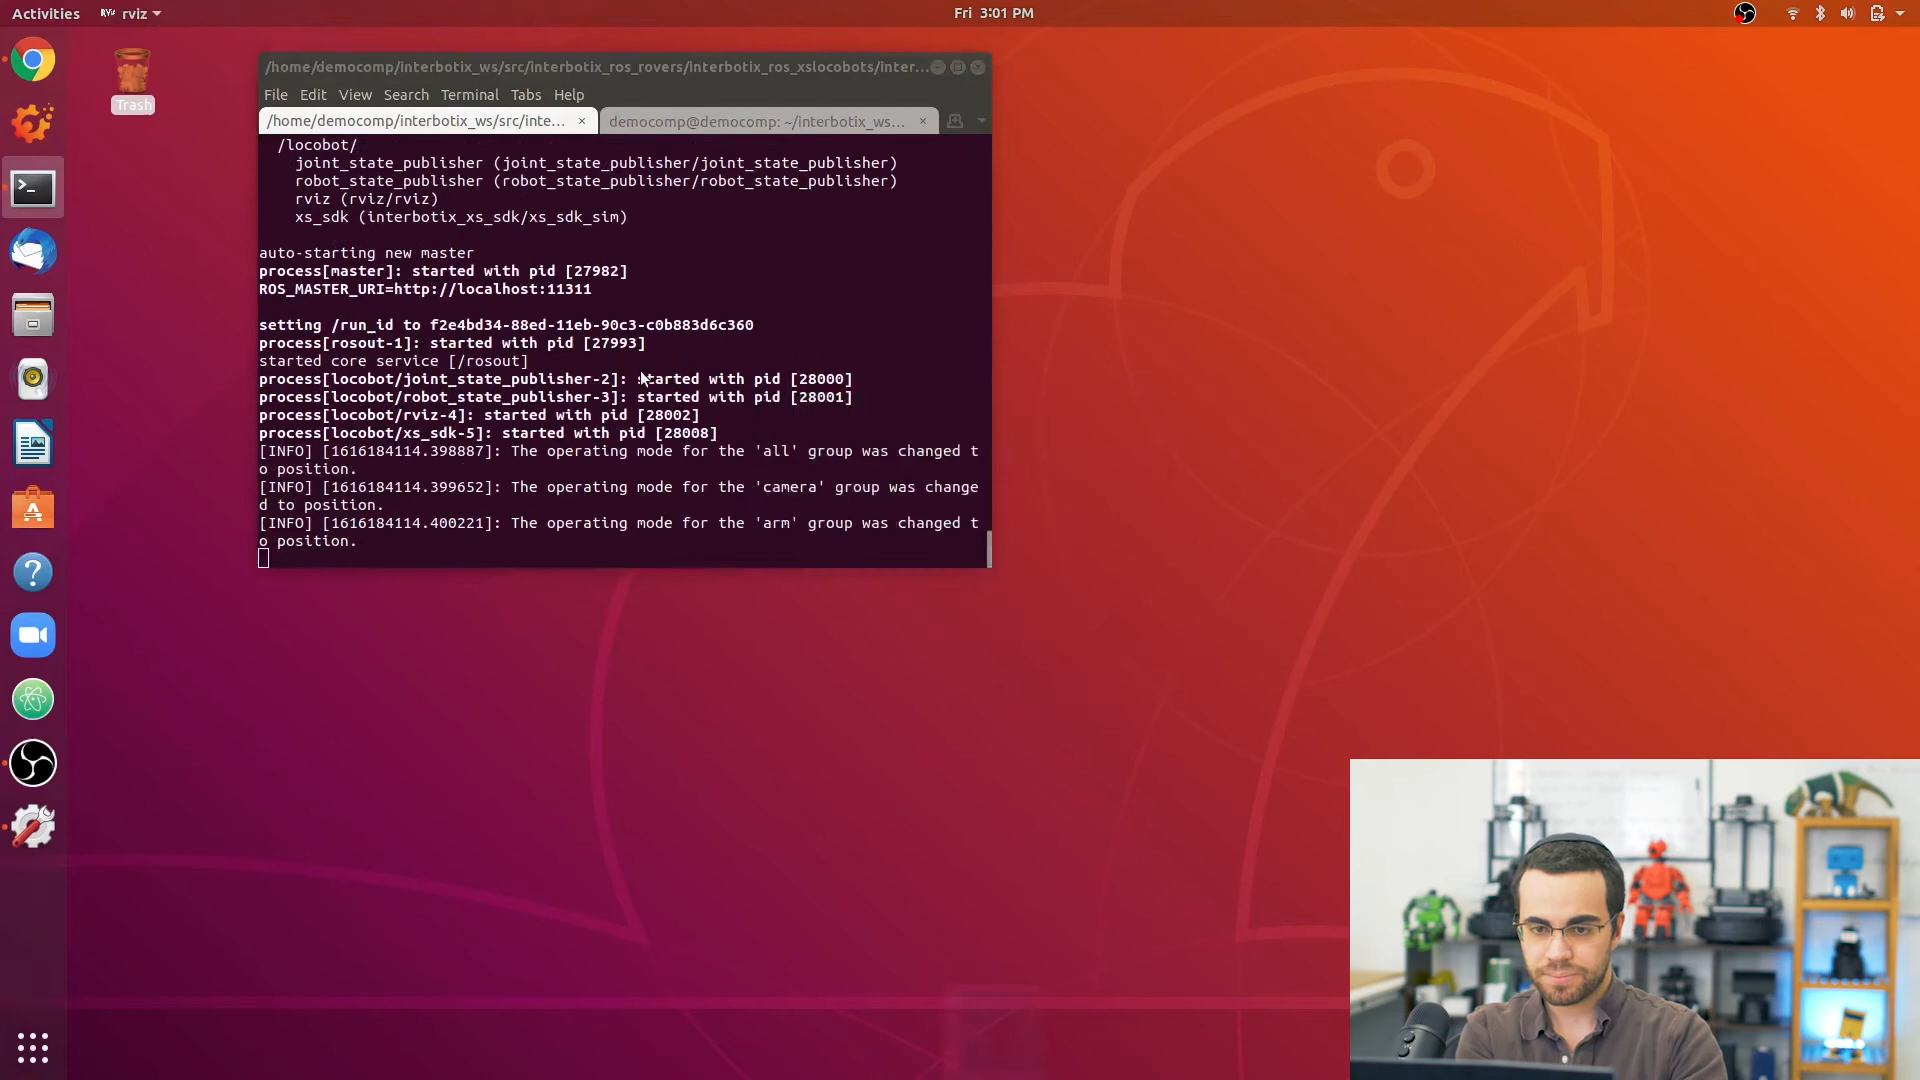 Activities
rviz
Fri 3:01 PM
Trash
/home/democomp/interbotix_ws/src/interbotix_ros_rovers/interbotix_ros_xslocobots/inter...
File Edit View Search Terminal Tabs Help
/home/democomp/interbotix_ws/src/inte... ×
democomp@democomp: ~/interbotix_ws... ×
/locobot/
joint_state_publisher (joint_state_publisher/joint_state_publisher)
robot_state_publisher (robot_state_publisher/robot_state_publisher)
rviz (rviz/rviz)
xs_sdk (interbotix_xs_sdk/xs_sdk_sim)
auto-starting new master
process[master]: started with pid [27982]
ROS_MASTER_URI=http://localhost:11311
setting /run_id to f2e4bd34-88ed-11eb-90c3-c0b883d6c360
process[rosout-1]: started with pid [27993]
started core service [/rosout]
process[locobot/joint_state_publisher-2]: started with pid [28000]
process[locobot/robot_state_publisher-3]: started with pid [28001]
process[locobot/rviz-4]: started with pid [28002]
process[locobot/xs_sdk-5]: started with pid [28008]
[INFO] [1616184114.398887]: The operating mode for the 'all' group was changed t
o position.
[INFO] [1616184114.399652]: The operating mode for the 'camera' group was change
d to position.
[INFO] [1616184114.400221]: The operating mode for the 'arm' group was changed t
o position.